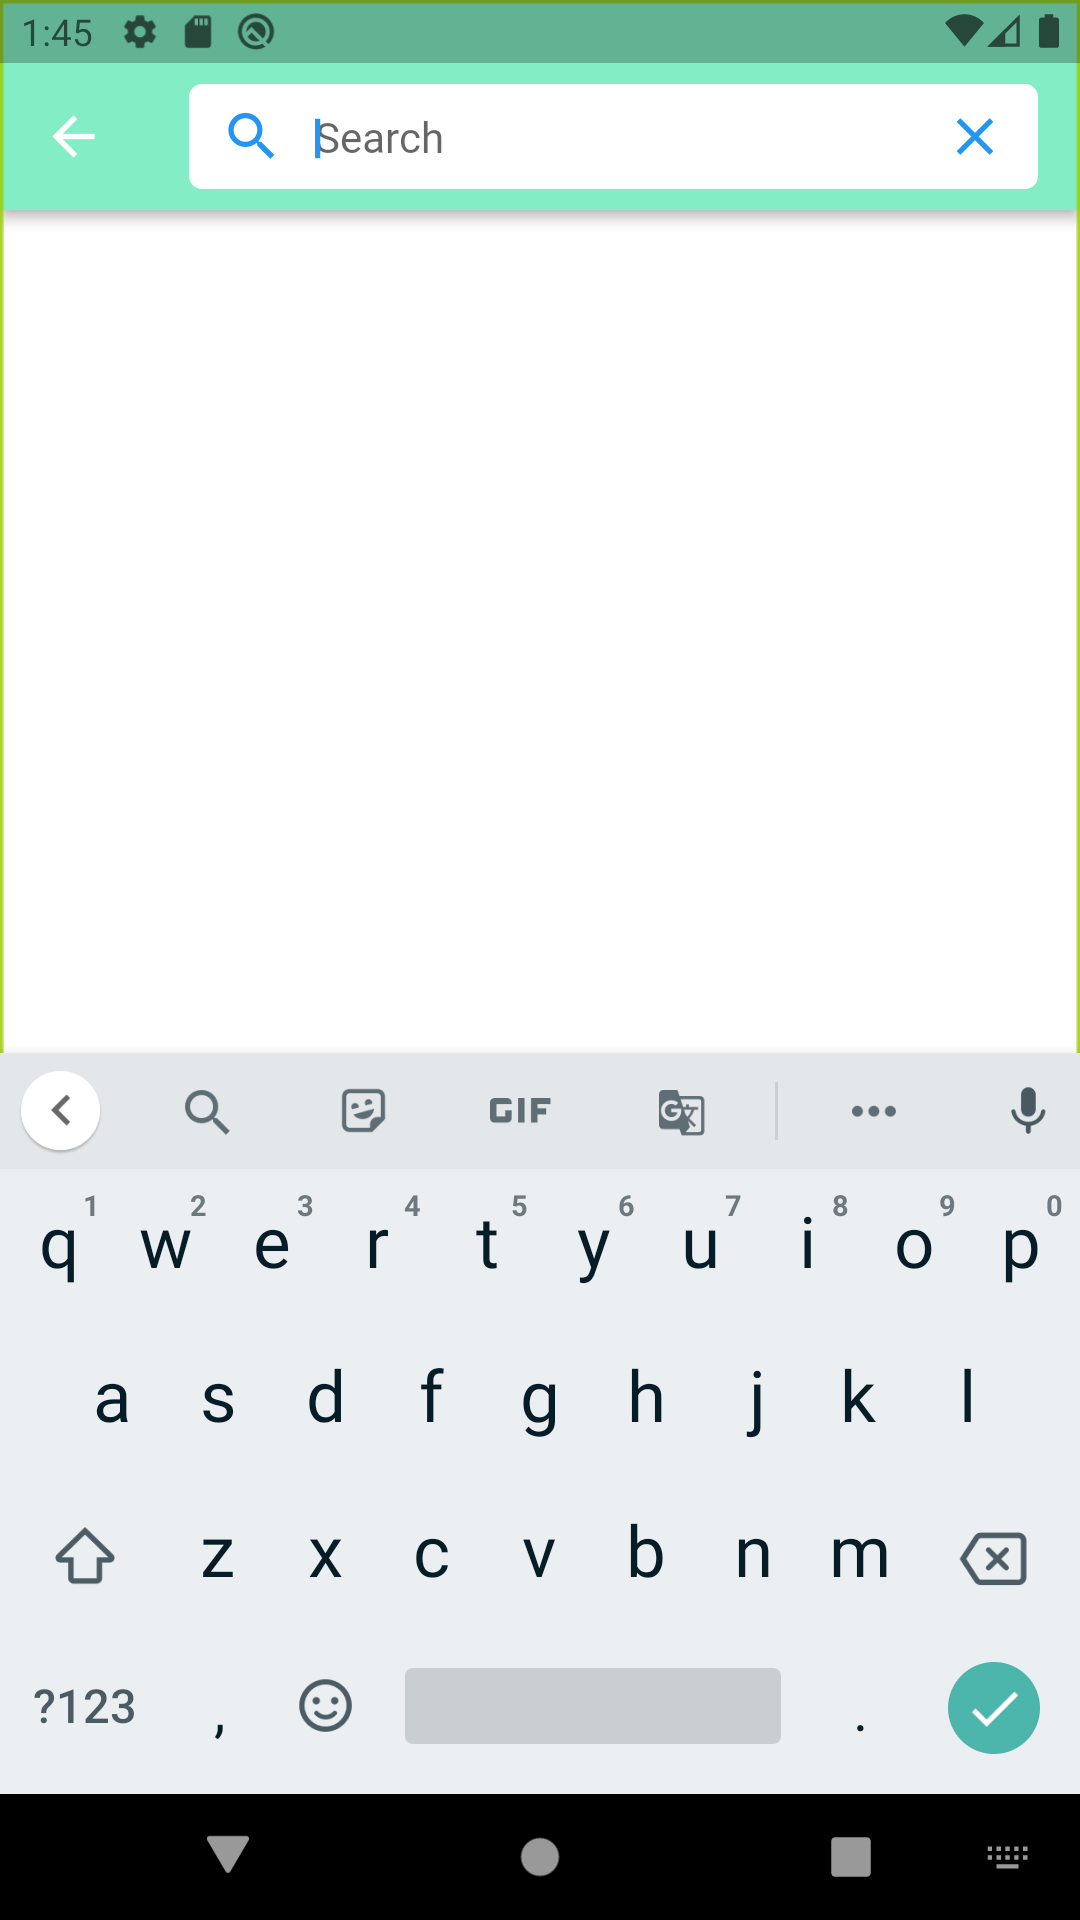 1:45
Search
GIF
1 2 3 4 5 6 7 8 9 0
q w e r t y u i o p
a s d f g h j k l
z x c v b n m
?123 , .